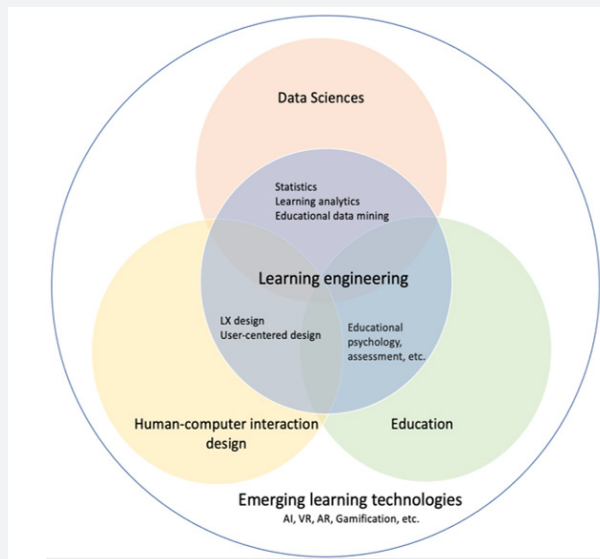 Data Sciences
Statistics
Learning analytics
Educational data mining
Learning engineering
LX design
User-centered design
Educational
psychology,
assessment, etc.
Human-computer interaction
design
Education
Emerging learning technologies
AI, VR, AR, Gamification, etc.